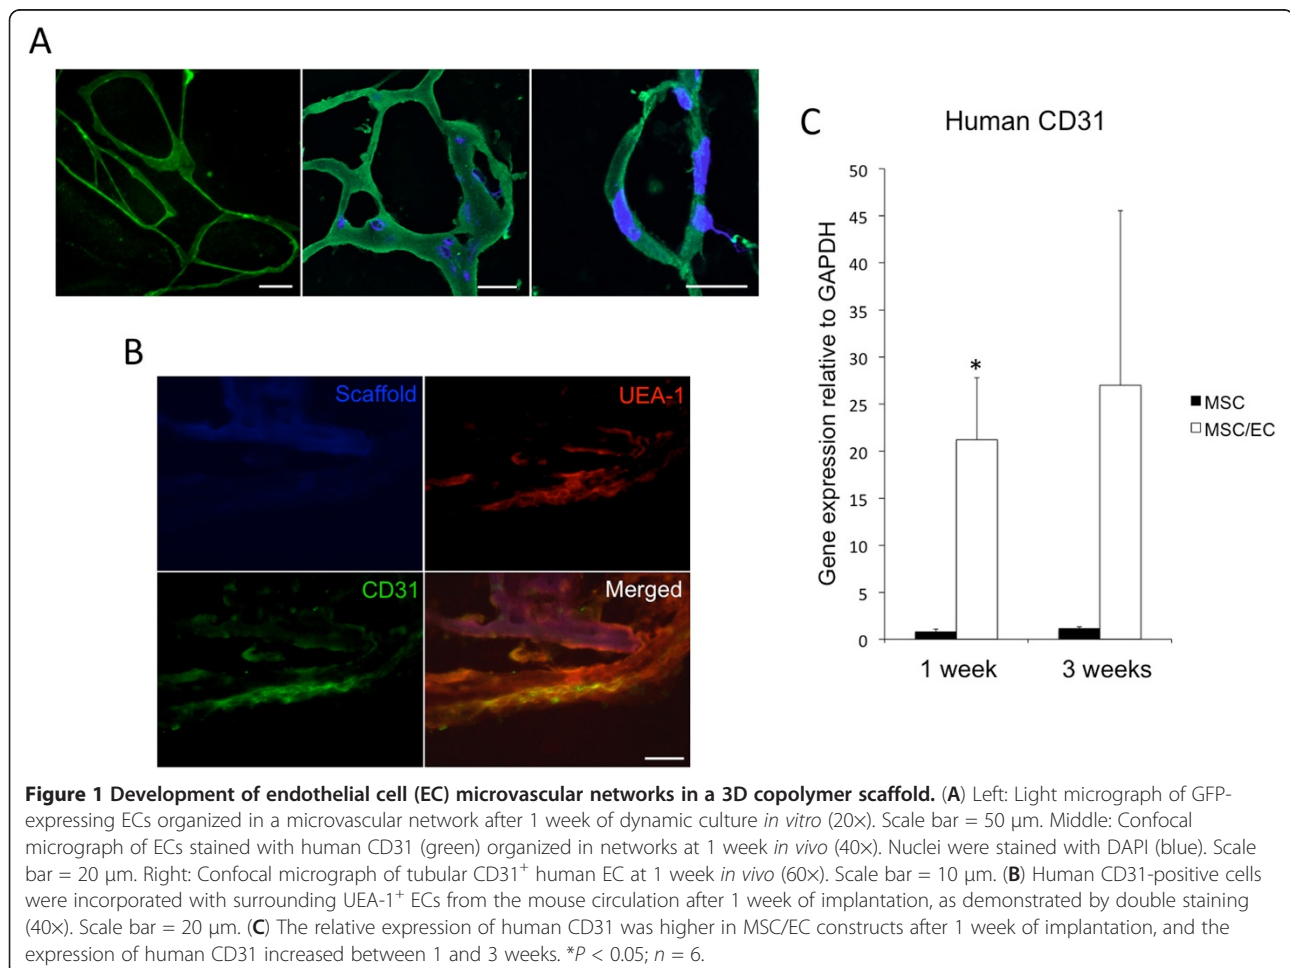 A
B
Scaffold
UEA-1
CD31
Merged
C
Human CD31
Gene expression relative to GAPDH
50
45
40
35
30
25
20
15
10
5
0
*
1 week
3 weeks
MSC
MSC/EC
Figure 1 Development of endothelial cell (EC) microvascular networks in a 3D copolymer scaffold. (A) Left: Light micrograph of GFP-
expressing ECs organized in a microvascular network after 1 week of dynamic culture in vitro (20×). Scale bar = 50 μm. Middle: Confocal
micrograph of ECs stained with human CD31 (green) organized in networks at 1 week in vivo (40×). Nuclei were stained with DAPI (blue). Scale
bar = 20 μm. Right: Confocal micrograph of tubular CD31⁺ human EC at 1 week in vivo (60×). Scale bar = 10 μm. (B) Human CD31-positive cells
were incorporated with surrounding UEA-1⁺ ECs from the mouse circulation after 1 week of implantation, as demonstrated by double staining
(40×). Scale bar = 20 μm. (C) The relative expression of human CD31 was higher in MSC/EC constructs after 1 week of implantation, and the
expression of human CD31 increased between 1 and 3 weeks. *P < 0.05; n = 6.